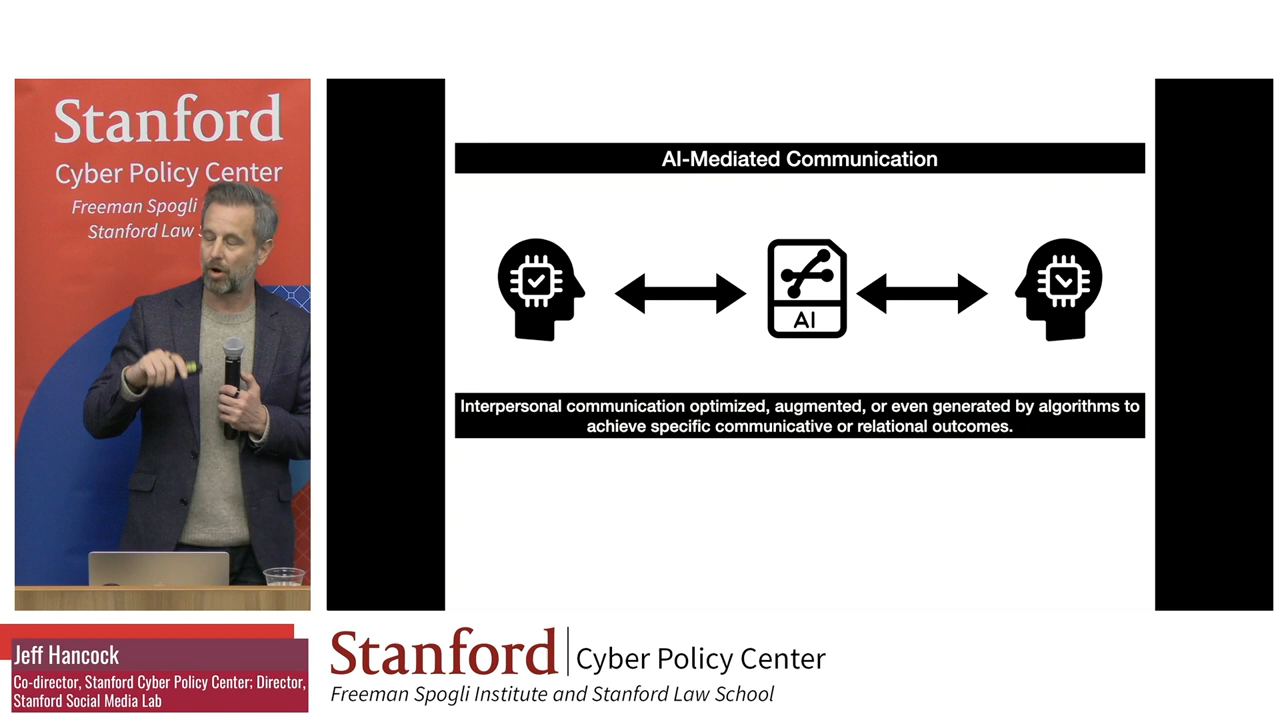 Stanford
Cyber Policy Center
Freeman Spogli
Stanford Law S
AI-Mediated Communication
AI
Interpersonal communication optimized, augmented, or even generated by algorithms to
achieve specific communicative or relational outcomes.
Jeff Hancock
Co-director, Stanford Cyber Policy Center; Director,
Stanford Social Media Lab
Stanford | Cyber Policy Center
Freeman Spogli Institute and Stanford Law School